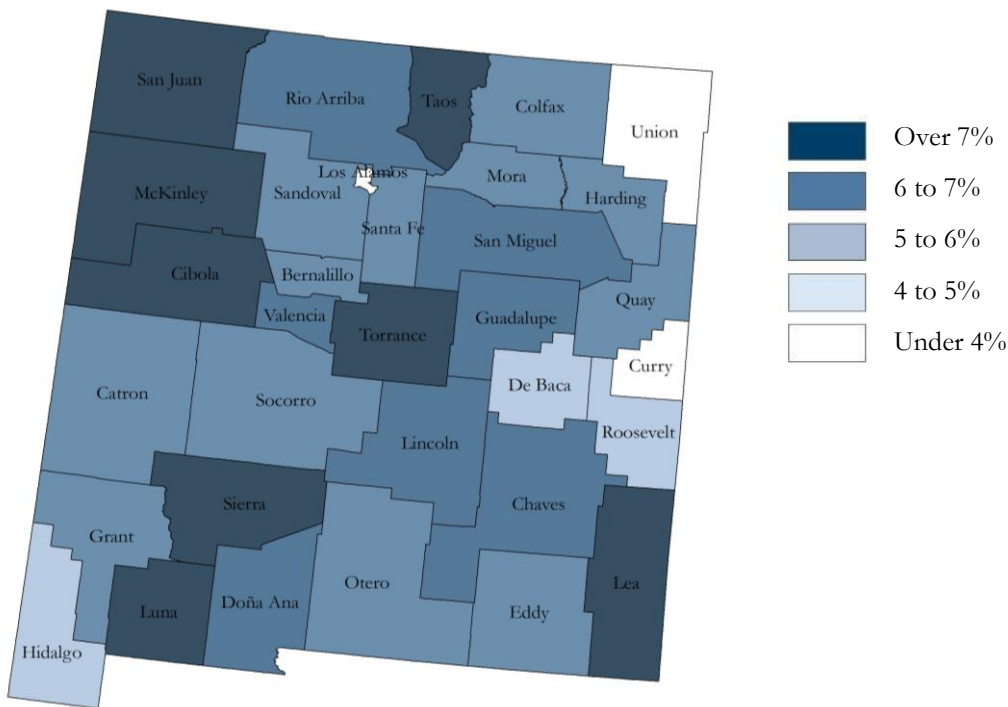 San Juan
Rio Arriba
Taos
Colfax
Union
Los Alamos
Mora
McKinley
Sandoval
Harding
Santa Fe
San Miguel
Cibola
Bernalillo
Quay
Valencia
Guadalupe
Torrance
Curry
De Baca
Catron
Socorro
Roosevelt
Lincoln
Sierra
Chaves
Grant
Otero
Lea
Luna
Doña Ana
Eddy
Hidalgo
Over 7%
6 to 7%
5 to 6%
4 to 5%
Under 4%